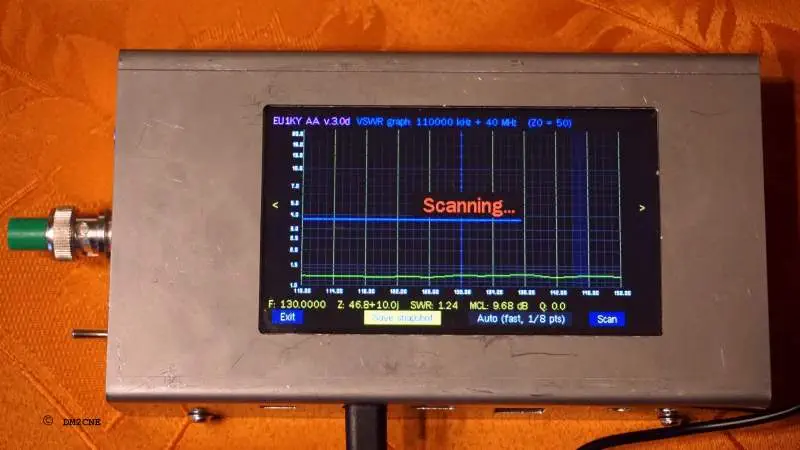 EU1KY AA v.3.0d VSWR graph: 110000 kHz + 40 MHz (Z0 = 50)
Scanning...
< >
F: 130.0000 Z: 46.8+10.0j SWR: 1.24 MCL: 9.68 dB Q: 0.0
Exit Save snapshot Auto (fast, 1/8 pts) Scan
© DM2CNE